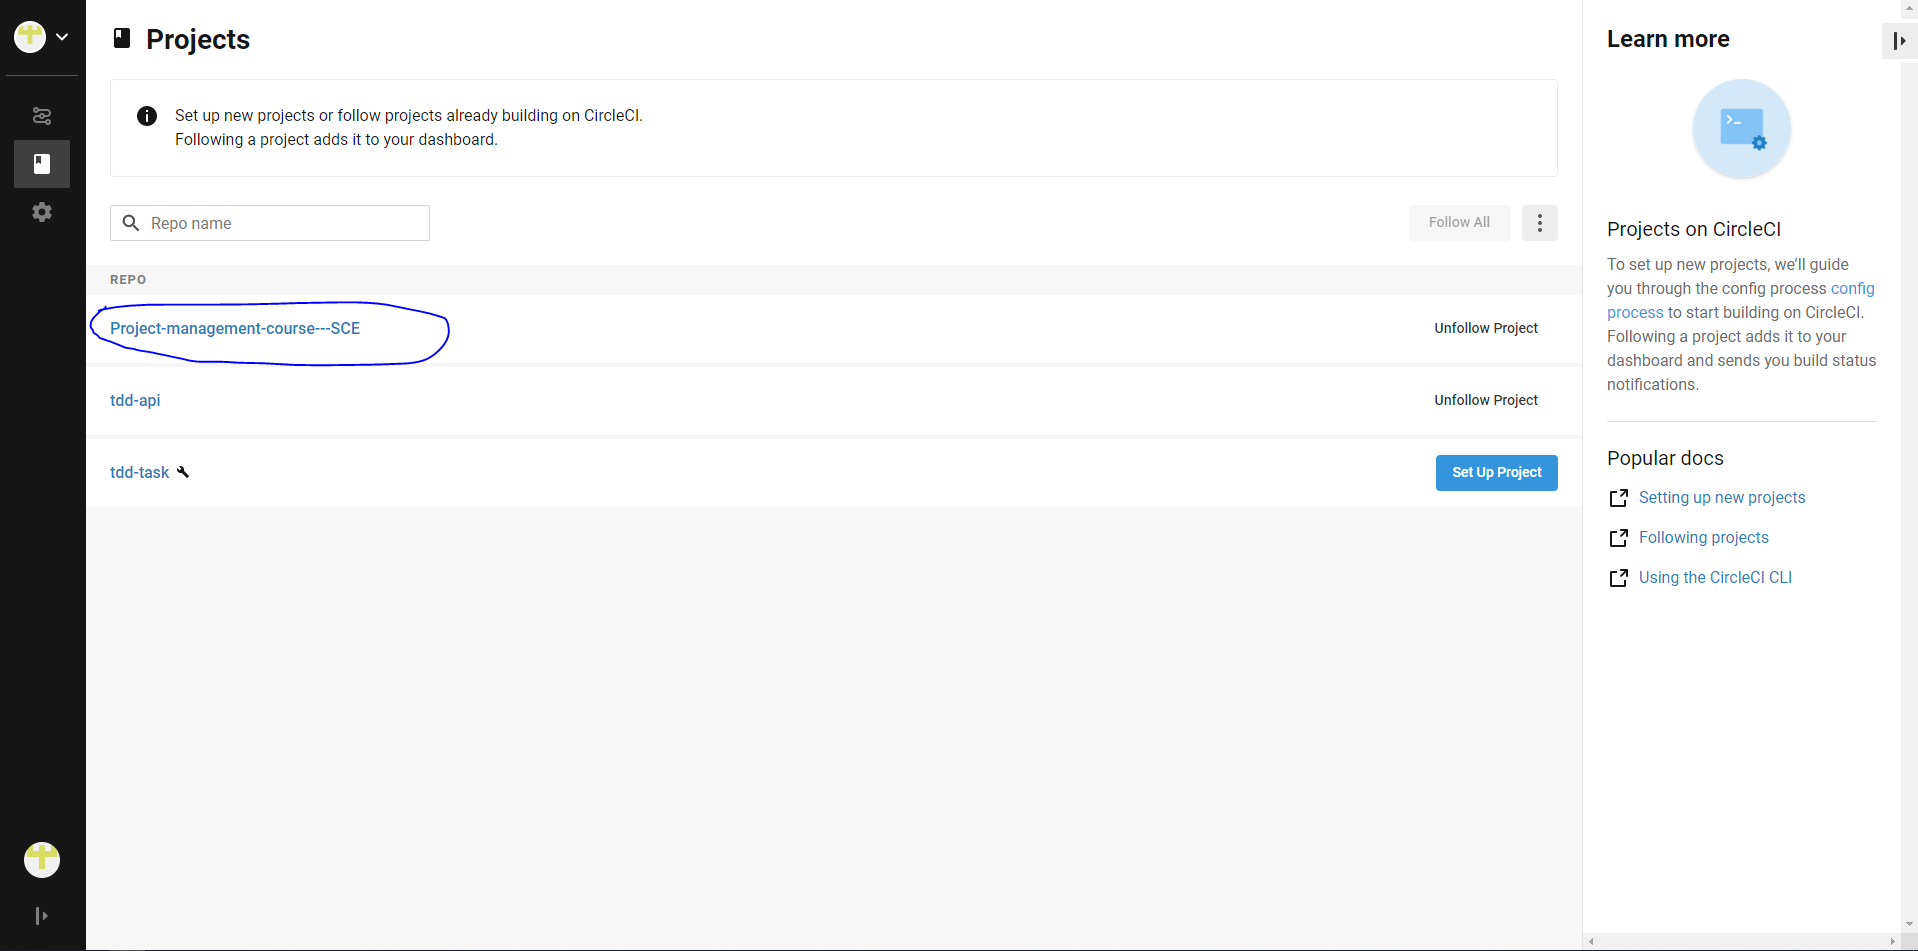 Projects
Set up new projects or follow projects already building on CircleCI.
Following a project adds it to your dashboard.
Repo name
Follow All
REPO
Project-management-course---SCE
Unfollow Project
tdd-api
Unfollow Project
tdd-task
Set Up Project
Learn more
Projects on CircleCI
To set up new projects, we’ll guide
you through the config process config
process to start building on CircleCI.
Following a project adds it to your
dashboard and sends you build status
notifications.
Popular docs
Setting up new projects
Following projects
Using the CircleCI CLI